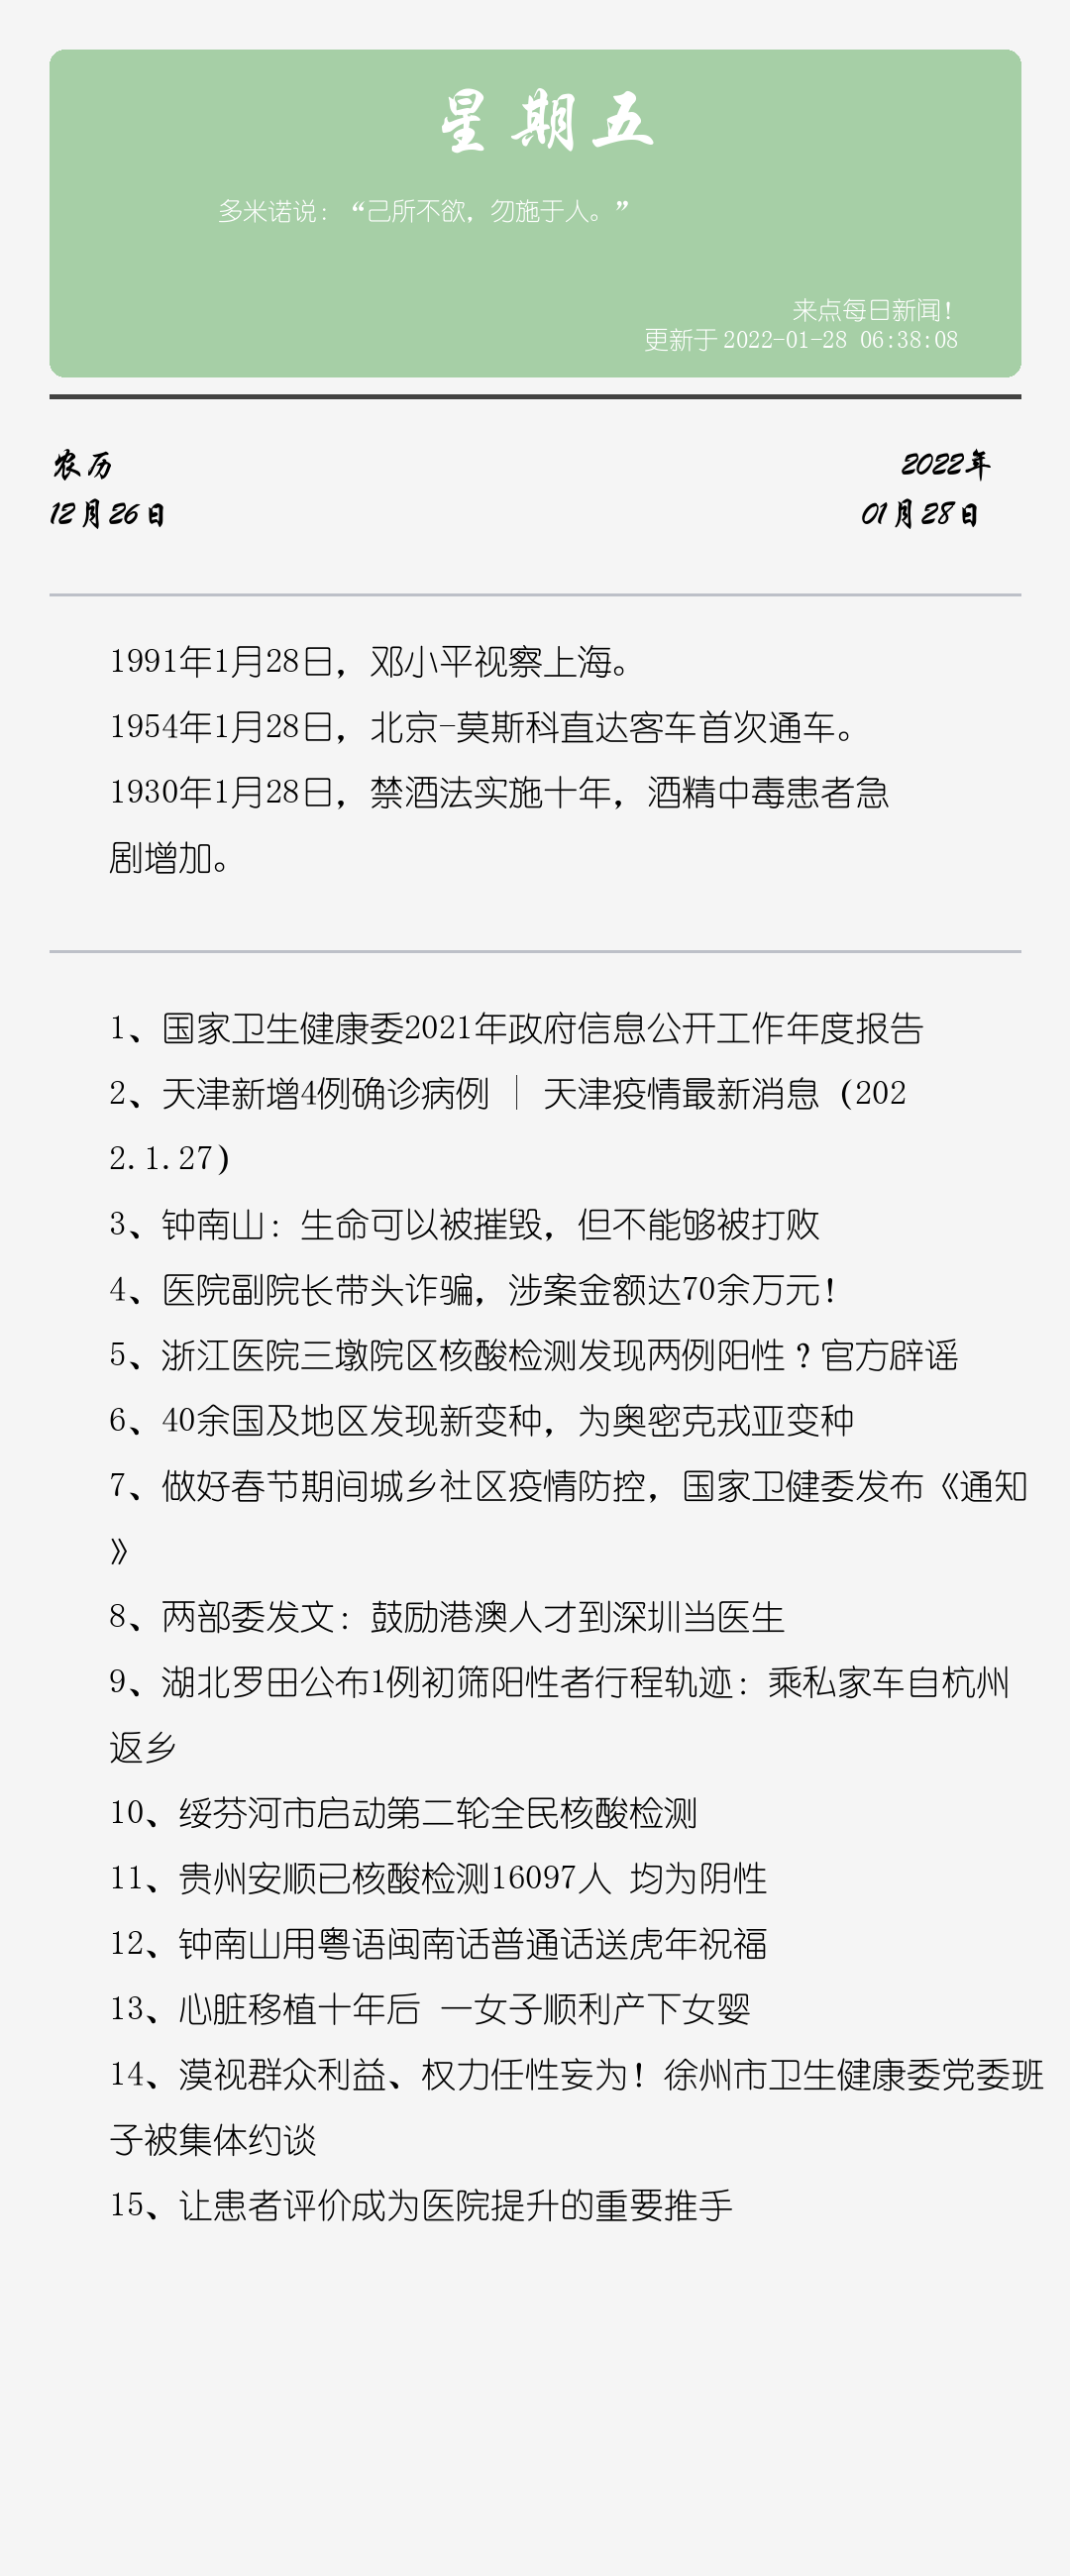 星期五
多米诺说：“己所不欲，勿施于人。”
来点每日新闻！
更新于 2022-01-28 06:38:08
农历
12月26日
2022年
01月28日
1991年1月28日，邓小平视察上海。
1954年1月28日，北京-莫斯科直达客车首次通车。
1930年1月28日，禁酒法实施十年，酒精中毒患者急
剧增加。
1、国家卫生健康委2021年政府信息公开工作年度报告
2、天津新增4例确诊病例 | 天津疫情最新消息（202
2.1.27）
3、钟南山：生命可以被摧毁，但不能够被打败
4、医院副院长带头诈骗，涉案金额达70余万元！
5、浙江医院三墩院区核酸检测发现两例阳性？官方辟谣
6、40余国及地区发现新变种，为奥密克戎亚变种
7、做好春节期间城乡社区疫情防控，国家卫健委发布《通知
》
8、两部委发文：鼓励港澳人才到深圳当医生
9、湖北罗田公布1例初筛阳性者行程轨迹：乘私家车自杭州
返乡
10、绥芬河市启动第二轮全民核酸检测
11、贵州安顺已核酸检测16097人 均为阴性
12、钟南山用粤语闽南话普通话送虎年祝福
13、心脏移植十年后 一女子顺利产下女婴
14、漠视群众利益、权力任性妄为！徐州市卫生健康委党委班
子被集体约谈
15、让患者评价成为医院提升的重要推手